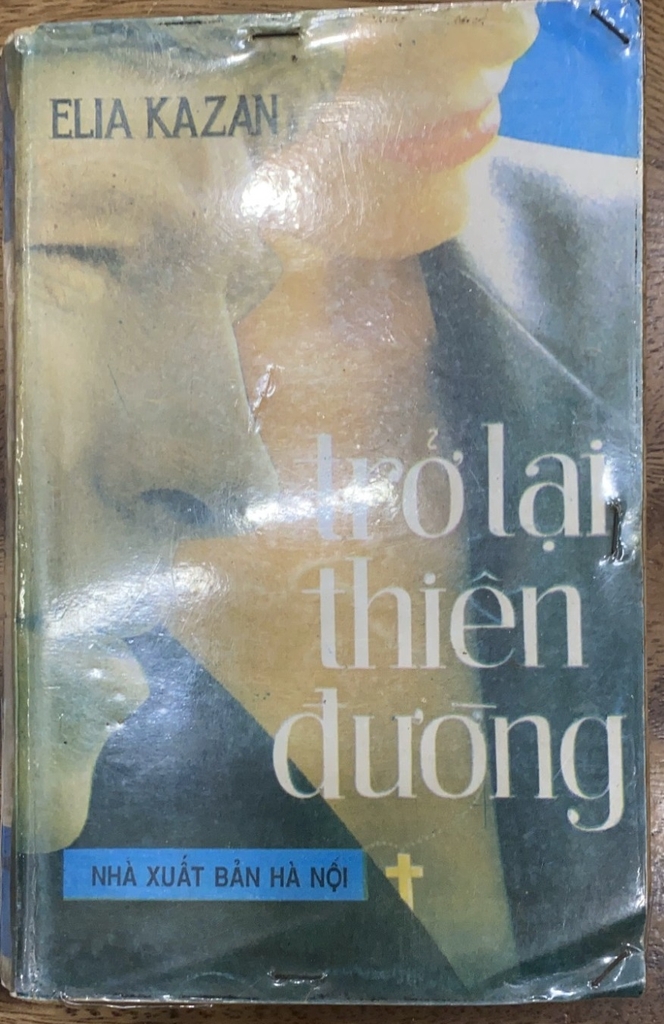 ELIA KAZAN
trở lại
thiên
đường
NHÀ XUẤT BẢN HÀ NỘI